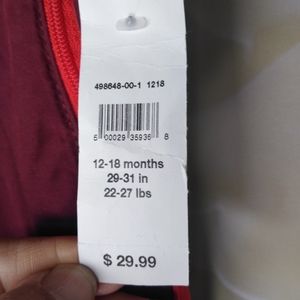 498648-00-1 1218
5 00029 35936 8
12-18 months
29-31 in
22-27 lbs
$ 29.99